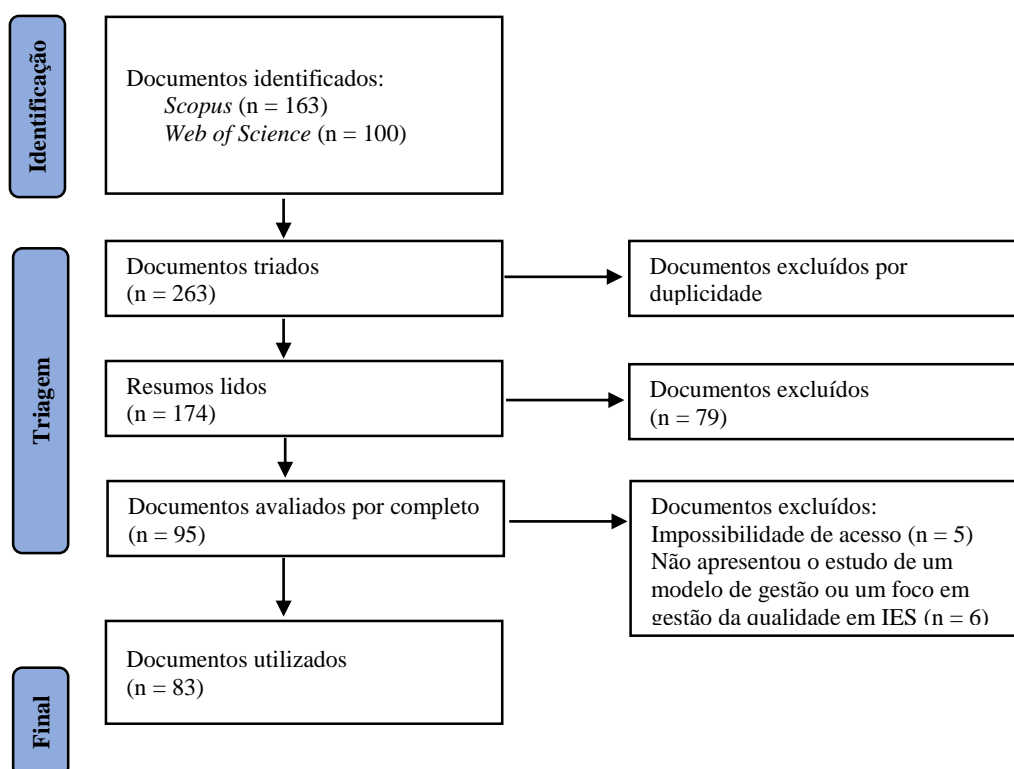 Identificação
Documentos identificados:
Scopus (n = 163)
Web of Science (n = 100)
Triagem
Documentos triados
(n = 263)
Documentos excluídos por
duplicidade
Resumos lidos
(n = 174)
Documentos excluídos
(n = 79)
Documentos avaliados por completo
(n = 95)
Documentos excluídos:
Impossibilidade de acesso (n = 5)
Não apresentou o estudo de um
modelo de gestão ou um foco em
gestão da qualidade em IES (n = 6)
Final
Documentos utilizados
(n = 83)